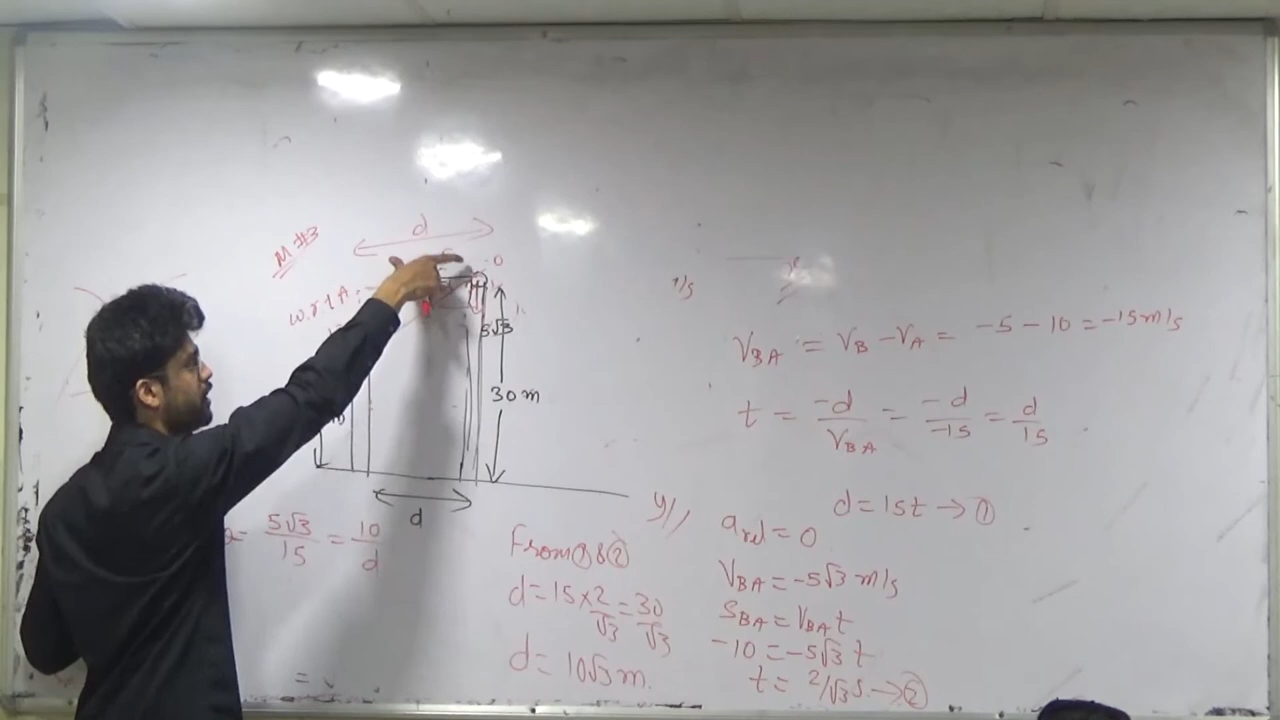 M#3
d
w.r.t A
5√3
30 m
d
5√3/15 = 10/d
From ① & ②
d = 15 × 2/√3 = 30/√3
d = 10√3 m.
V_BA = V_B - V_A = -5 - 10 = -15 m/s
t = -d/V_BA = -d/-15 = d/15
d = 15t → ①
y//
a_rel = 0
V_BA = -5√3 m/s
S_BA = V_BA t
-10 = -5√3 t
t = 2/√3 s → ②